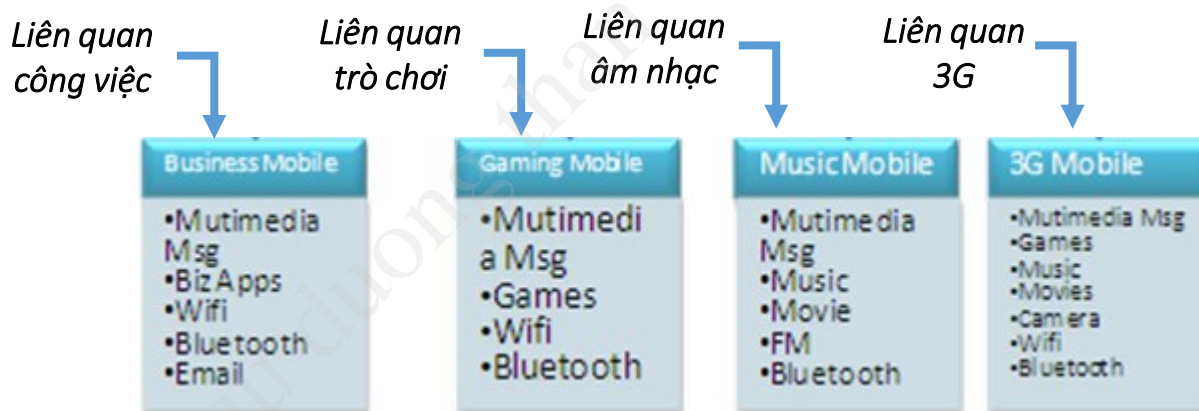 Liên quan
công việc
Liên quan
trò chơi
Liên quan
âm nhạc
Liên quan
3G
Business Mobile
•Mutimedia
Msg
•Biz Apps
•Wifi
•Bluetooth
•Email
Gaming Mobile
•Mutimedi
a Msg
•Games
•Wifi
•Bluetooth
Music Mobile
•Mutimedia
Msg
•Music
•Movie
•FM
•Bluetooth
3G Mobile
•Mutimedia Msg
•Games
•Music
•Movies
•Camera
•Wifi
•Bluetooth
duong than